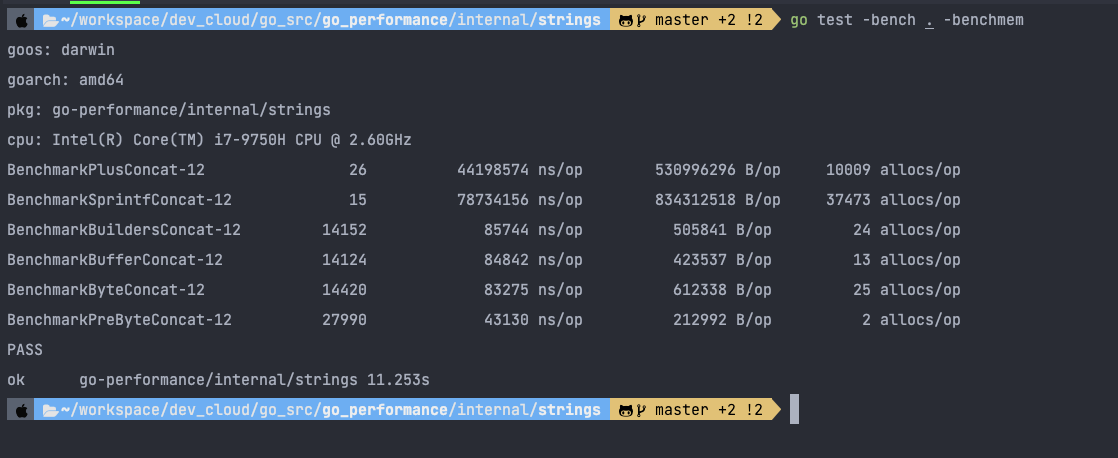 ~/workspace/dev_cloud/go_src/go_performance/internal/strings master +2 !2 go test -bench . -benchmem
goos: darwin
goarch: amd64
pkg: go-performance/internal/strings
cpu: Intel(R) Core(TM) i7-9750H CPU @ 2.60GHz
BenchmarkPlusConcat-12 26 44198574 ns/op 530996296 B/op 10009 allocs/op
BenchmarkSprintfConcat-12 15 78734156 ns/op 834312518 B/op 37473 allocs/op
BenchmarkBuildersConcat-12 14152 85744 ns/op 505841 B/op 24 allocs/op
BenchmarkBufferConcat-12 14124 84842 ns/op 423537 B/op 13 allocs/op
BenchmarkByteConcat-12 14420 83275 ns/op 612338 B/op 25 allocs/op
BenchmarkPreByteConcat-12 27990 43130 ns/op 212992 B/op 2 allocs/op
PASS
ok go-performance/internal/strings 11.253s
~/workspace/dev_cloud/go_src/go_performance/internal/strings master +2 !2